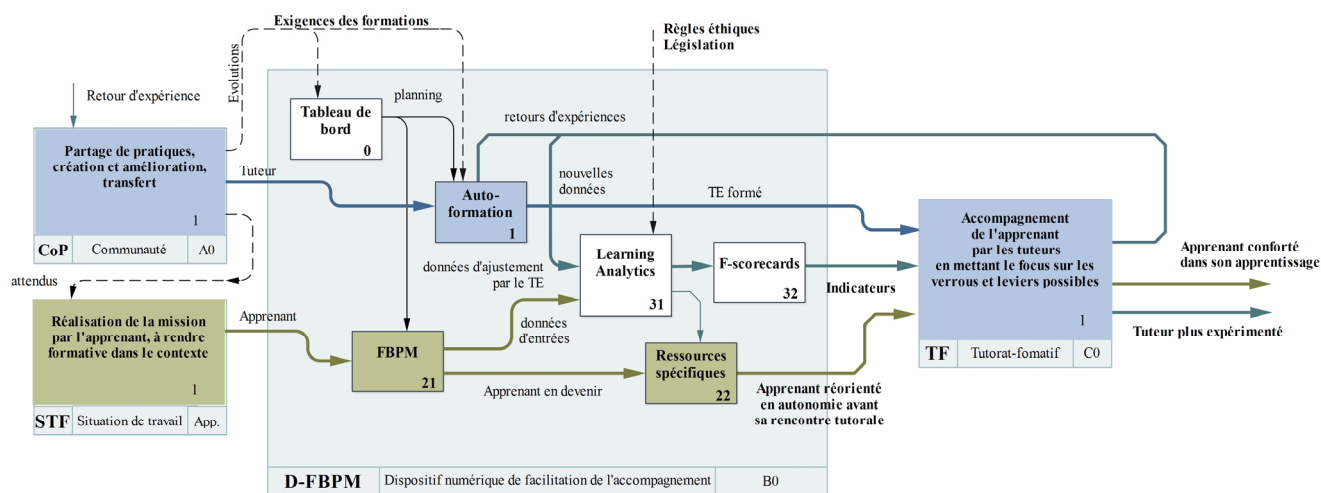 Exigences des formations
Règles éthiques
Législation
Evolutions
Retour d'expérience
planning
Tableau de
bord
0
retours d'expériences
Partage de pratiques,
création et amélioration,
transfert
1
CoP
Communauté
A0
Tuteur
Auto-
formation
1
nouvelles
données
TE formé
Accompagnement
de l'apprenant
par les tuteurs
en mettant le focus sur les
verrous et leviers possibles
1
TF
Tutorat-fomatif
C0
Apprenant conforté
dans son apprentissage
Tuteur plus expérimenté
attendus
données d'ajustement
par le TE
Learning
Analytics
31
F-scorecards
32
Indicateurs
Réalisation de la mission
par l'apprenant, à rendre
formative dans le contexte
1
STF
Situation de travail
App.
Apprenant
FBPM
21
données
d'entrées
Apprenant en devenir
Ressources
spécifiques
22
Apprenant réorienté
en autonomie avant
sa rencontre tutorale
D-FBPM
Dispositif numérique de facilitation de l'accompagnement
B0